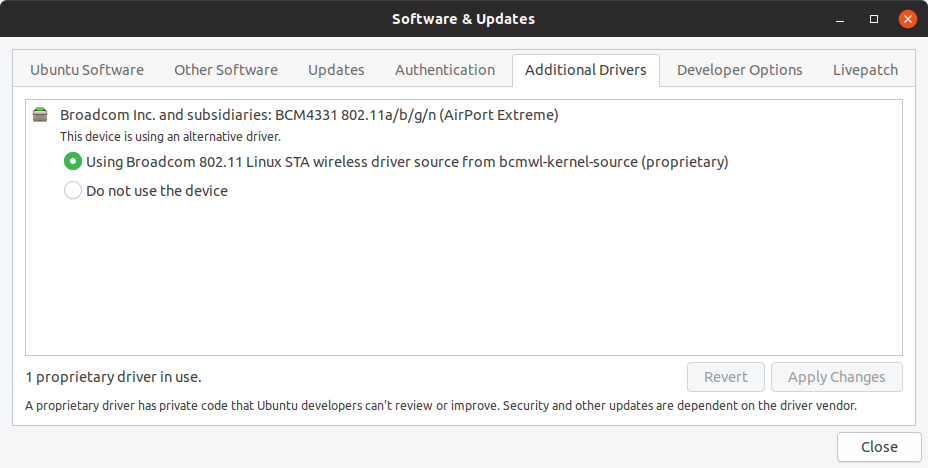 Software & Updates
Ubuntu Software Other Software Updates Authentication Additional Drivers Developer Options Livepatch
Broadcom Inc. and subsidiaries: BCM4331 802.11a/b/g/n (AirPort Extreme)
This device is using an alternative driver.
Using Broadcom 802.11 Linux STA wireless driver source from bcmwl-kernel-source (proprietary)
Do not use the device
1 proprietary driver in use.
Revert Apply Changes
A proprietary driver has private code that Ubuntu developers can't review or improve. Security and other updates are dependent on the driver vendor.
Close